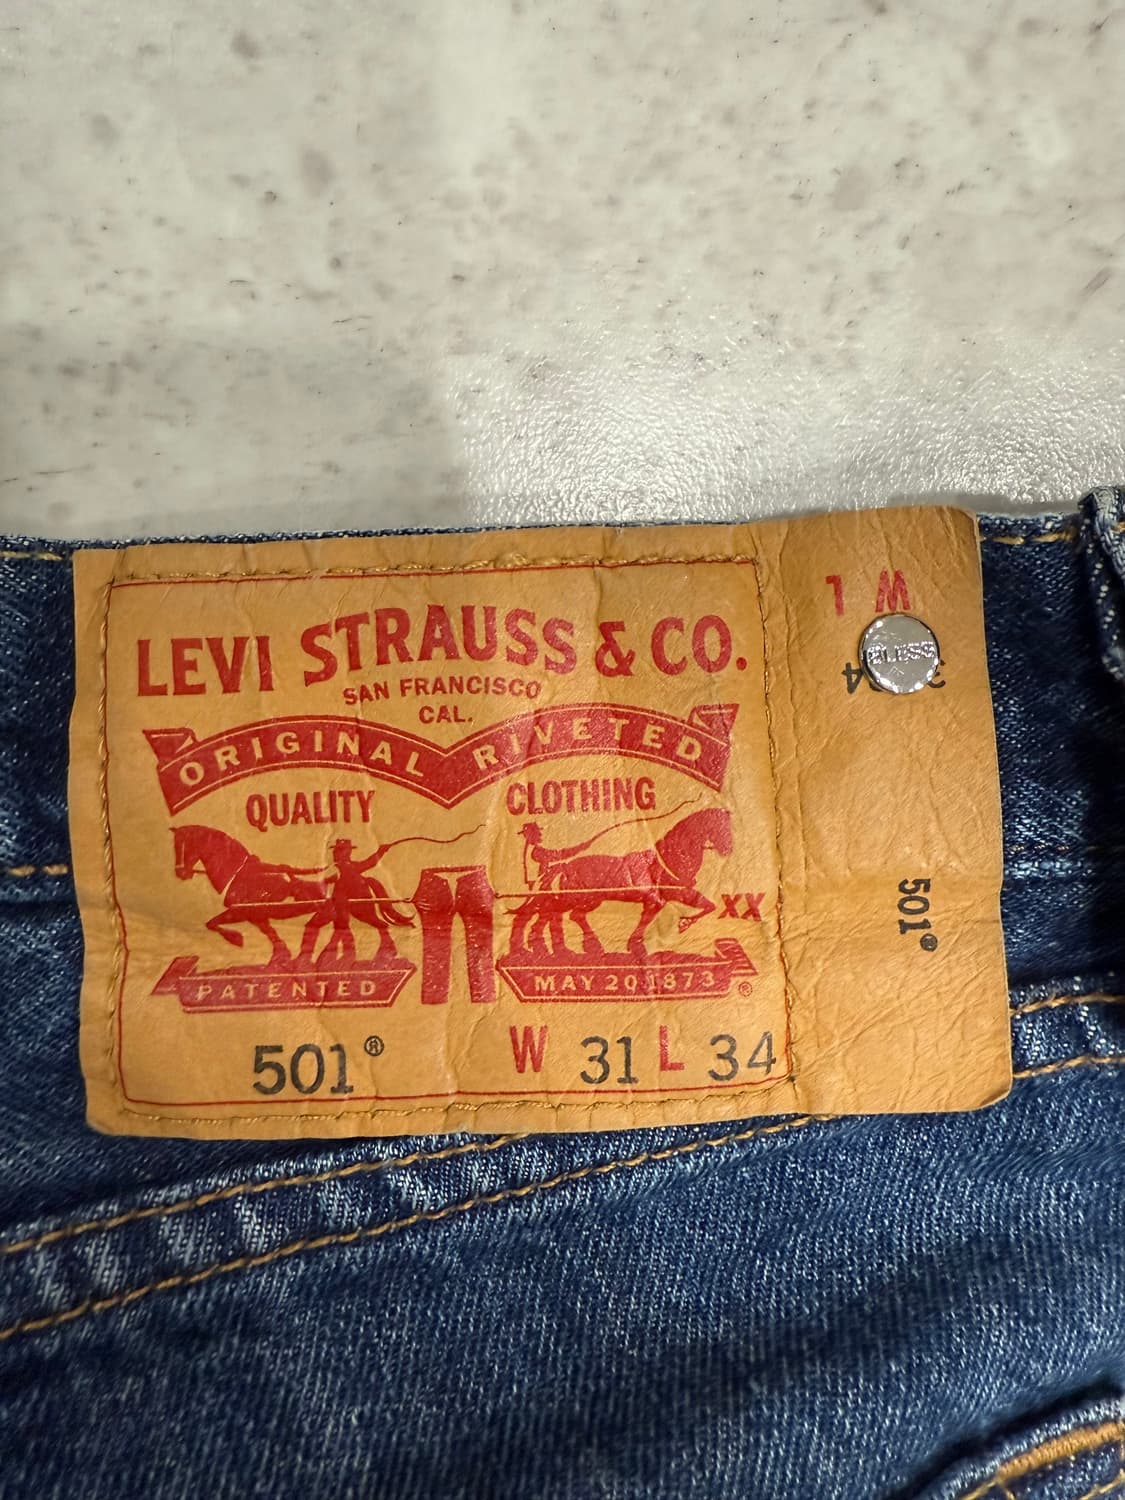 LEVI STRAUSS & CO.
SAN FRANCISCO
CAL.
ORIGINAL RIVETED
QUALITY CLOTHING
XX
PATENTED MAY 20 1873 ®
501® W 31 L 34
W L
501®